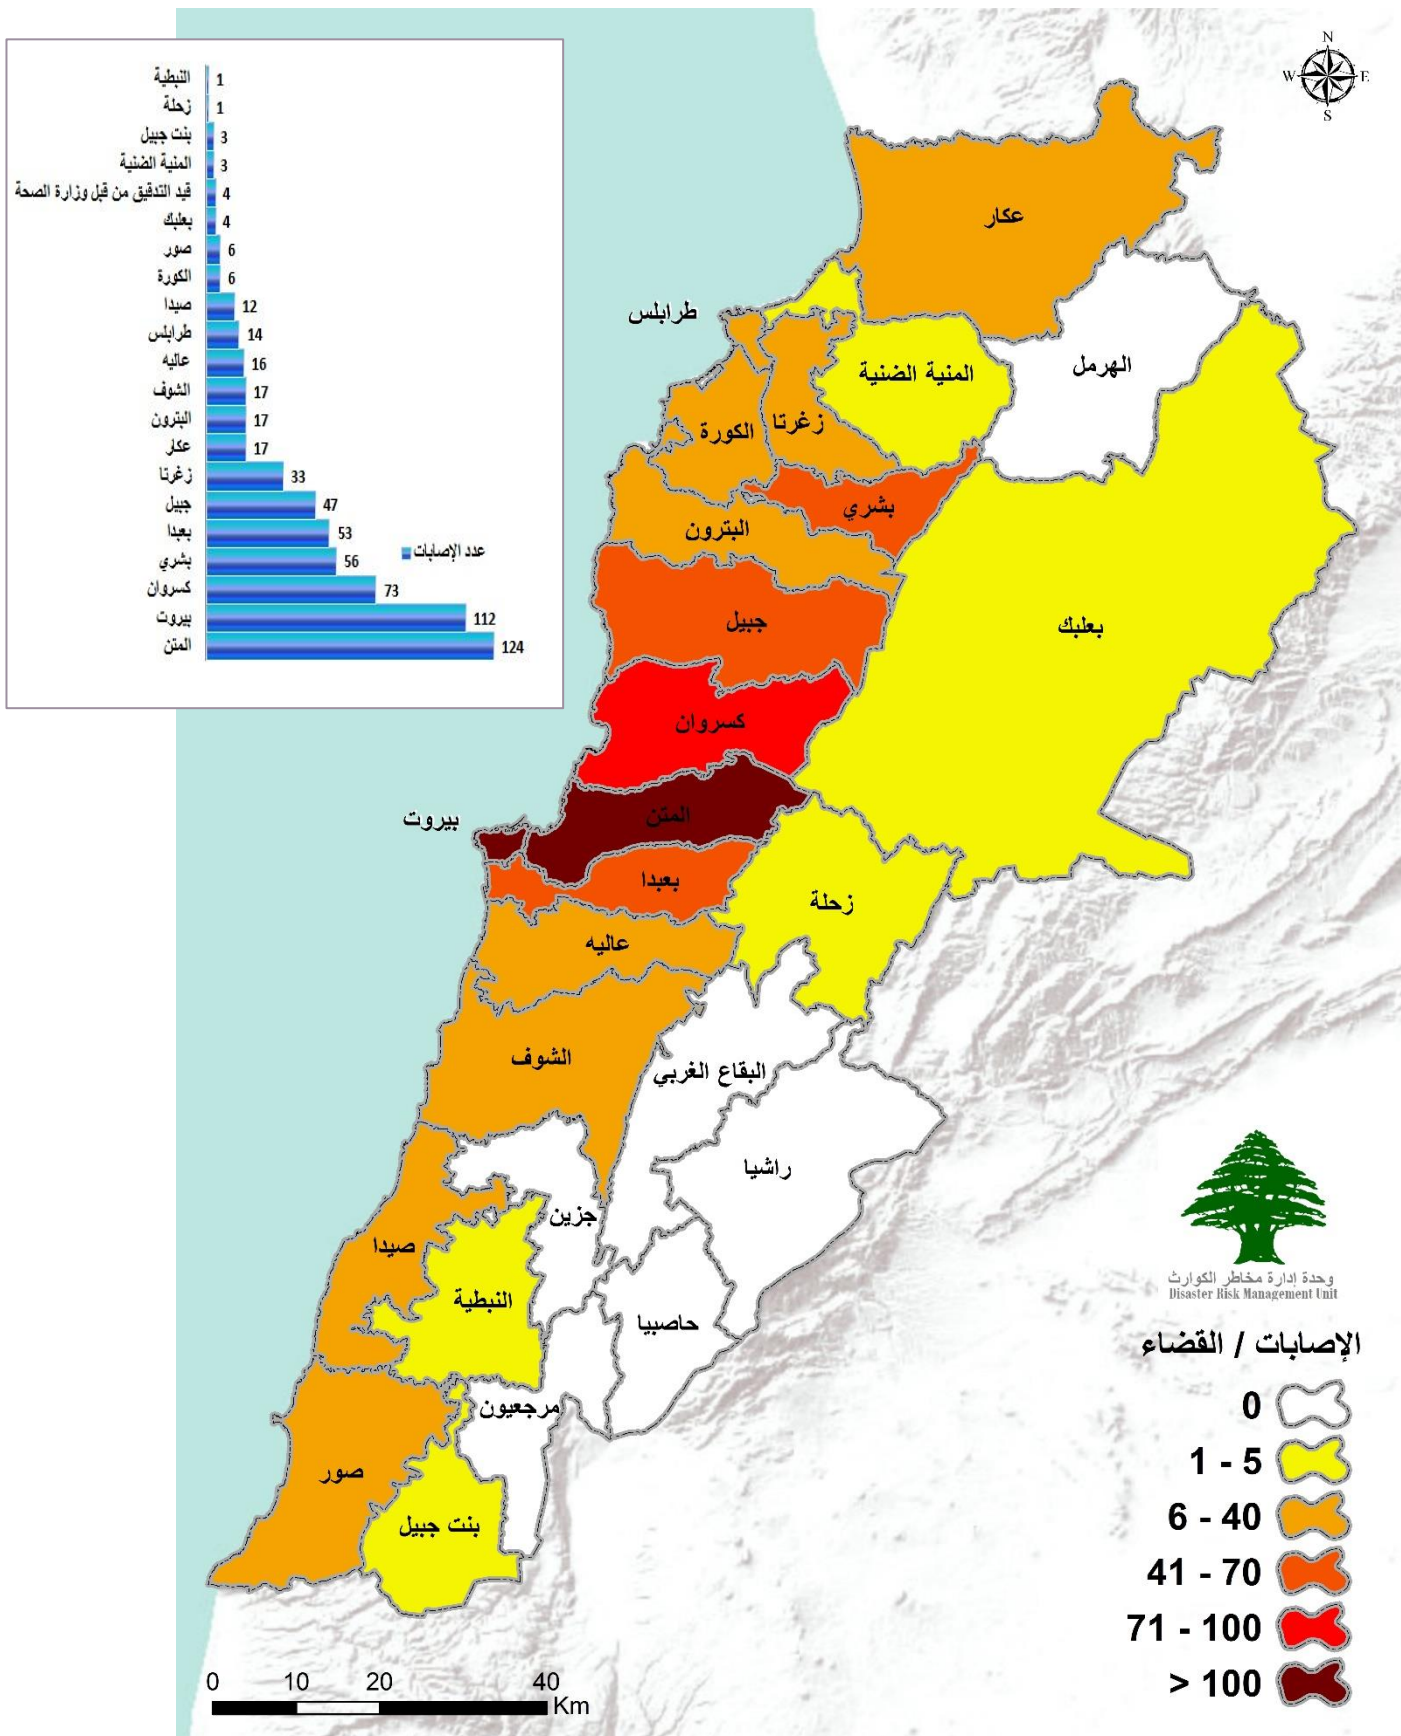 النبطية 1
زحلة 1
بنت جبيل 3
المنية الضنية 3
قيد التدقيق من قبل وزارة الصحة 4
بعلبك 4
صور 6
الكورة 6
صيدا 12
طرابلس 14
عاليه 16
الشوف 17
البترون 17
عكار 17
زغرتا 33
جبيل 47
بعبدا 53
بشري 56
كسروان 73
بيروت 112
المتن 124
عدد الإصابات
N
W E
S
عكار
طرابلس
الهرمل
المنية الضنية
زغرتا
الكورة
بشري
البترون
جبيل
بعلبك
كسروان
المتن
بيروت
بعبدا
زحلة
عاليه
الشوف
البقاع الغربي
راشيا
جزين
صيدا
النبطية
حاصبيا
مرجعيون
صور
بنت جبيل
وحدة إدارة مخاطر الكوارث
Disaster Risk Management Unit
الإصابات / القضاء
0
1 - 5
6 - 40
41 - 70
71 - 100
> 100
0 10 20 40
Km